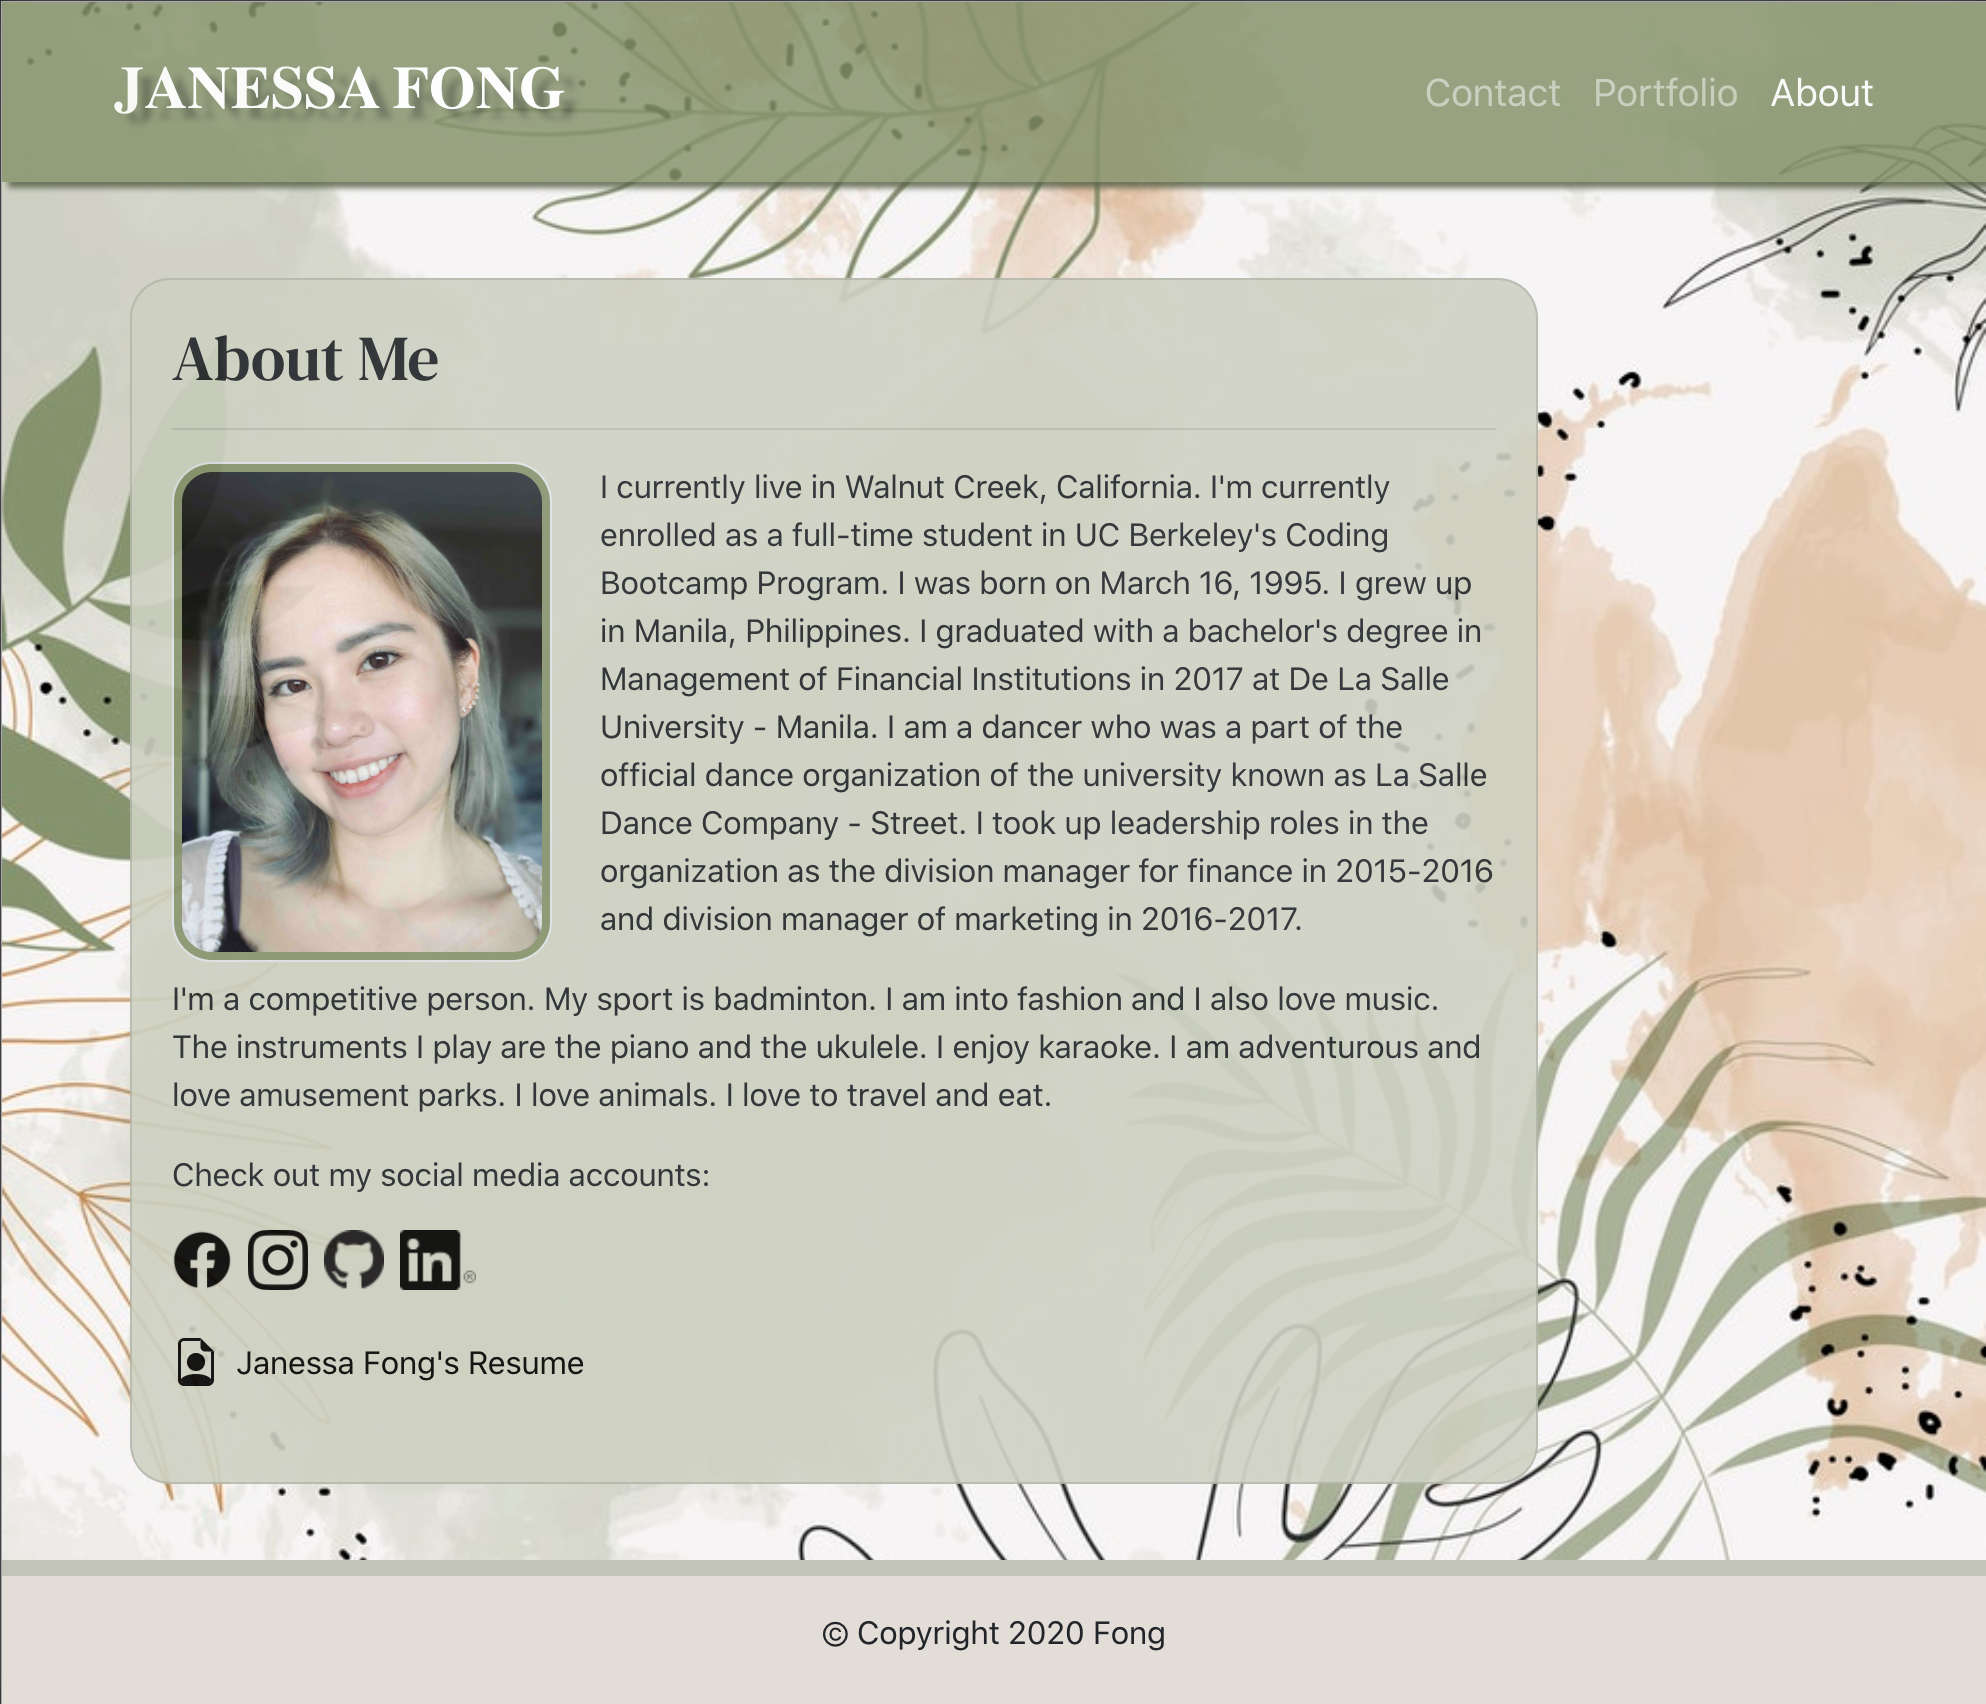 JANESSA FONG
Contact Portfolio About
About Me
I currently live in Walnut Creek, California. I'm currently
enrolled as a full-time student in UC Berkeley's Coding
Bootcamp Program. I was born on March 16, 1995. I grew up
in Manila, Philippines. I graduated with a bachelor's degree in
Management of Financial Institutions in 2017 at De La Salle
University - Manila. I am a dancer who was a part of the
official dance organization of the university known as La Salle
Dance Company - Street. I took up leadership roles in the
organization as the division manager for finance in 2015-2016
and division manager of marketing in 2016-2017.
I'm a competitive person. My sport is badminton. I am into fashion and I also love music.
The instruments I play are the piano and the ukulele. I enjoy karaoke. I am adventurous and
love amusement parks. I love animals. I love to travel and eat.
Check out my social media accounts:
in®
Janessa Fong's Resume
© Copyright 2020 Fong